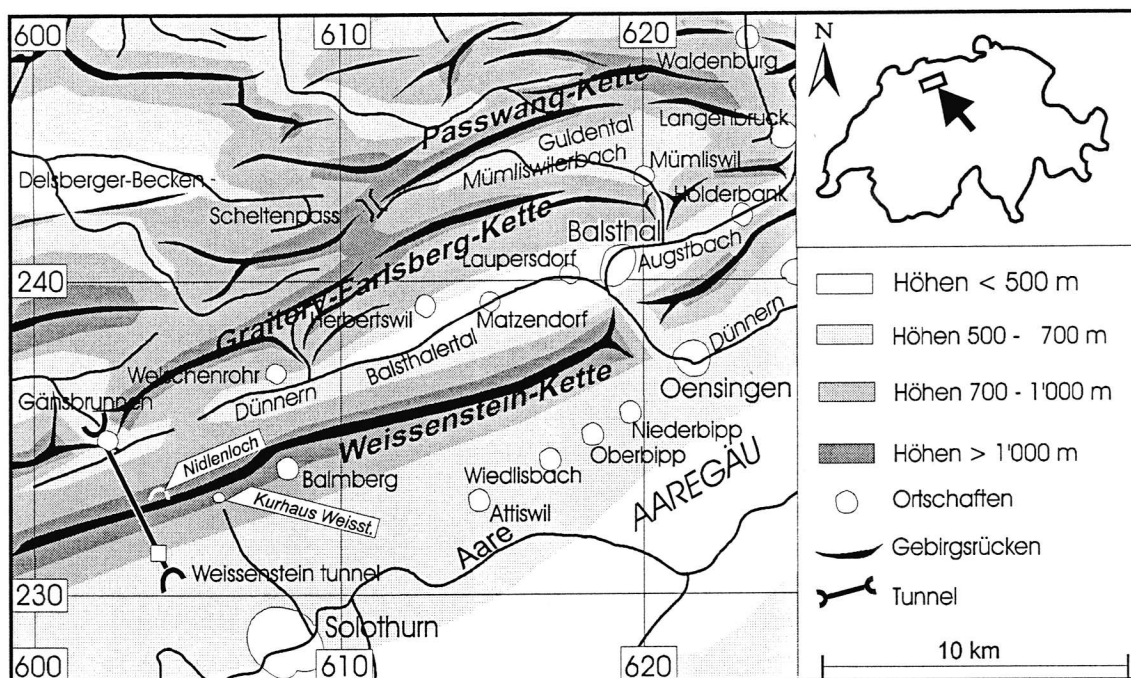 600
610
620
N
Waldenburg
Passwang-Kette
Langenbruck
Guldental
Mümliswilerbach
Mümliswil
Delsberger-Becken -
Holderbank
Scheltenpass
Graitery-Farlsberg-Kette
Balsthal
Augstbach
Laupersdorf
240
Herbertswil
Matzendorf
Dünnern
Balsthalertal
Welschenrohr
Dünnern
Oensingen
Gänsbrunnen
Weissenstein-Kette
Niederbipp
Nidlenloch
Oberbipp
Balmberg
Wiedlisbach
AAREGÄU
Kurhaus Weisst.
Attiswil
Aare
Weissenstein tunnel
230
Solothurn
600
610
620
Höhen < 500 m
Höhen 500 - 700 m
Höhen 700 - 1'000 m
Höhen > 1'000 m
Ortschaften
Gebirgsrücken
Tunnel
10 km